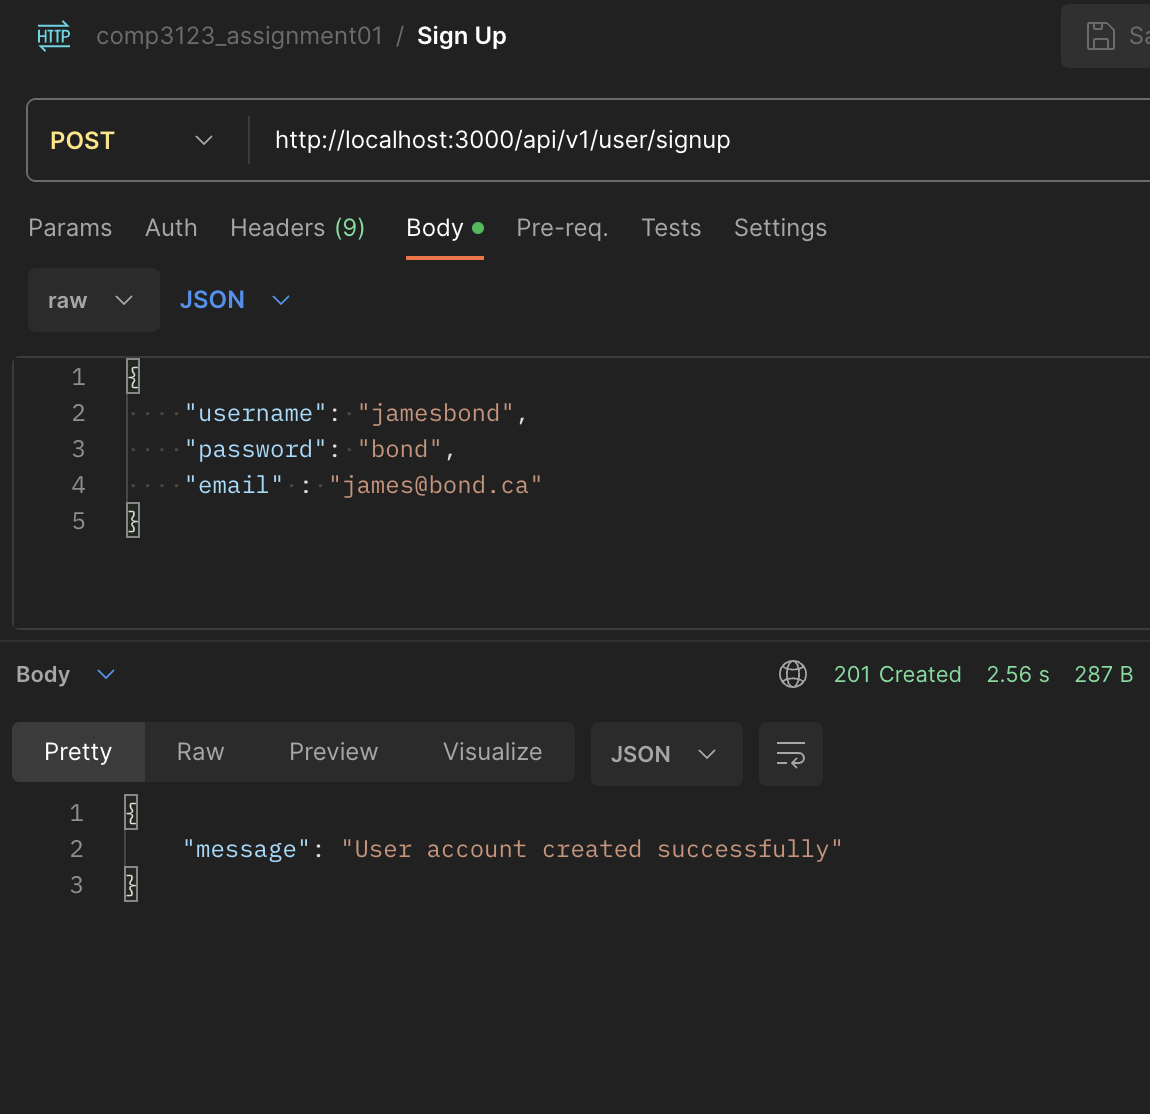 HTTP comp3123_assignment01 / Sign Up
POST http://localhost:3000/api/v1/user/signup
Params Auth Headers (9) Body Pre-req. Tests Settings
raw JSON
1 {
2 "username": "jamesbond",
3 "password": "bond",
4 "email" : "james@bond.ca"
5 }
Body 201 Created 2.56 s 287 B
Pretty Raw Preview Visualize JSON
1 {
2 "message": "User account created successfully"
3 }